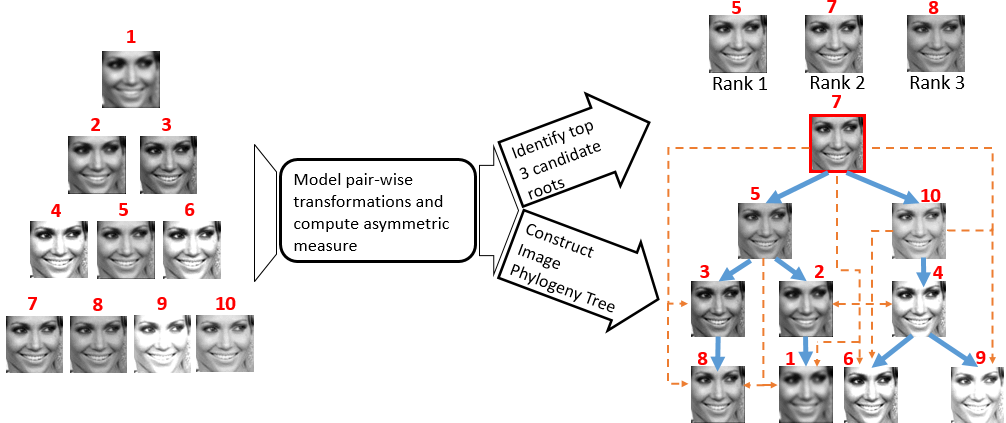 1
2 3
4 5 6
7 8 9 10
Model pair-wise
transformations and
compute asymmetric
measure
Identify top
3 candidate
roots
Construct
Image
Phylogeny Tree
5 7 8
Rank 1 Rank 2 Rank 3
7
5 10
3 2 4
8 1 6 9